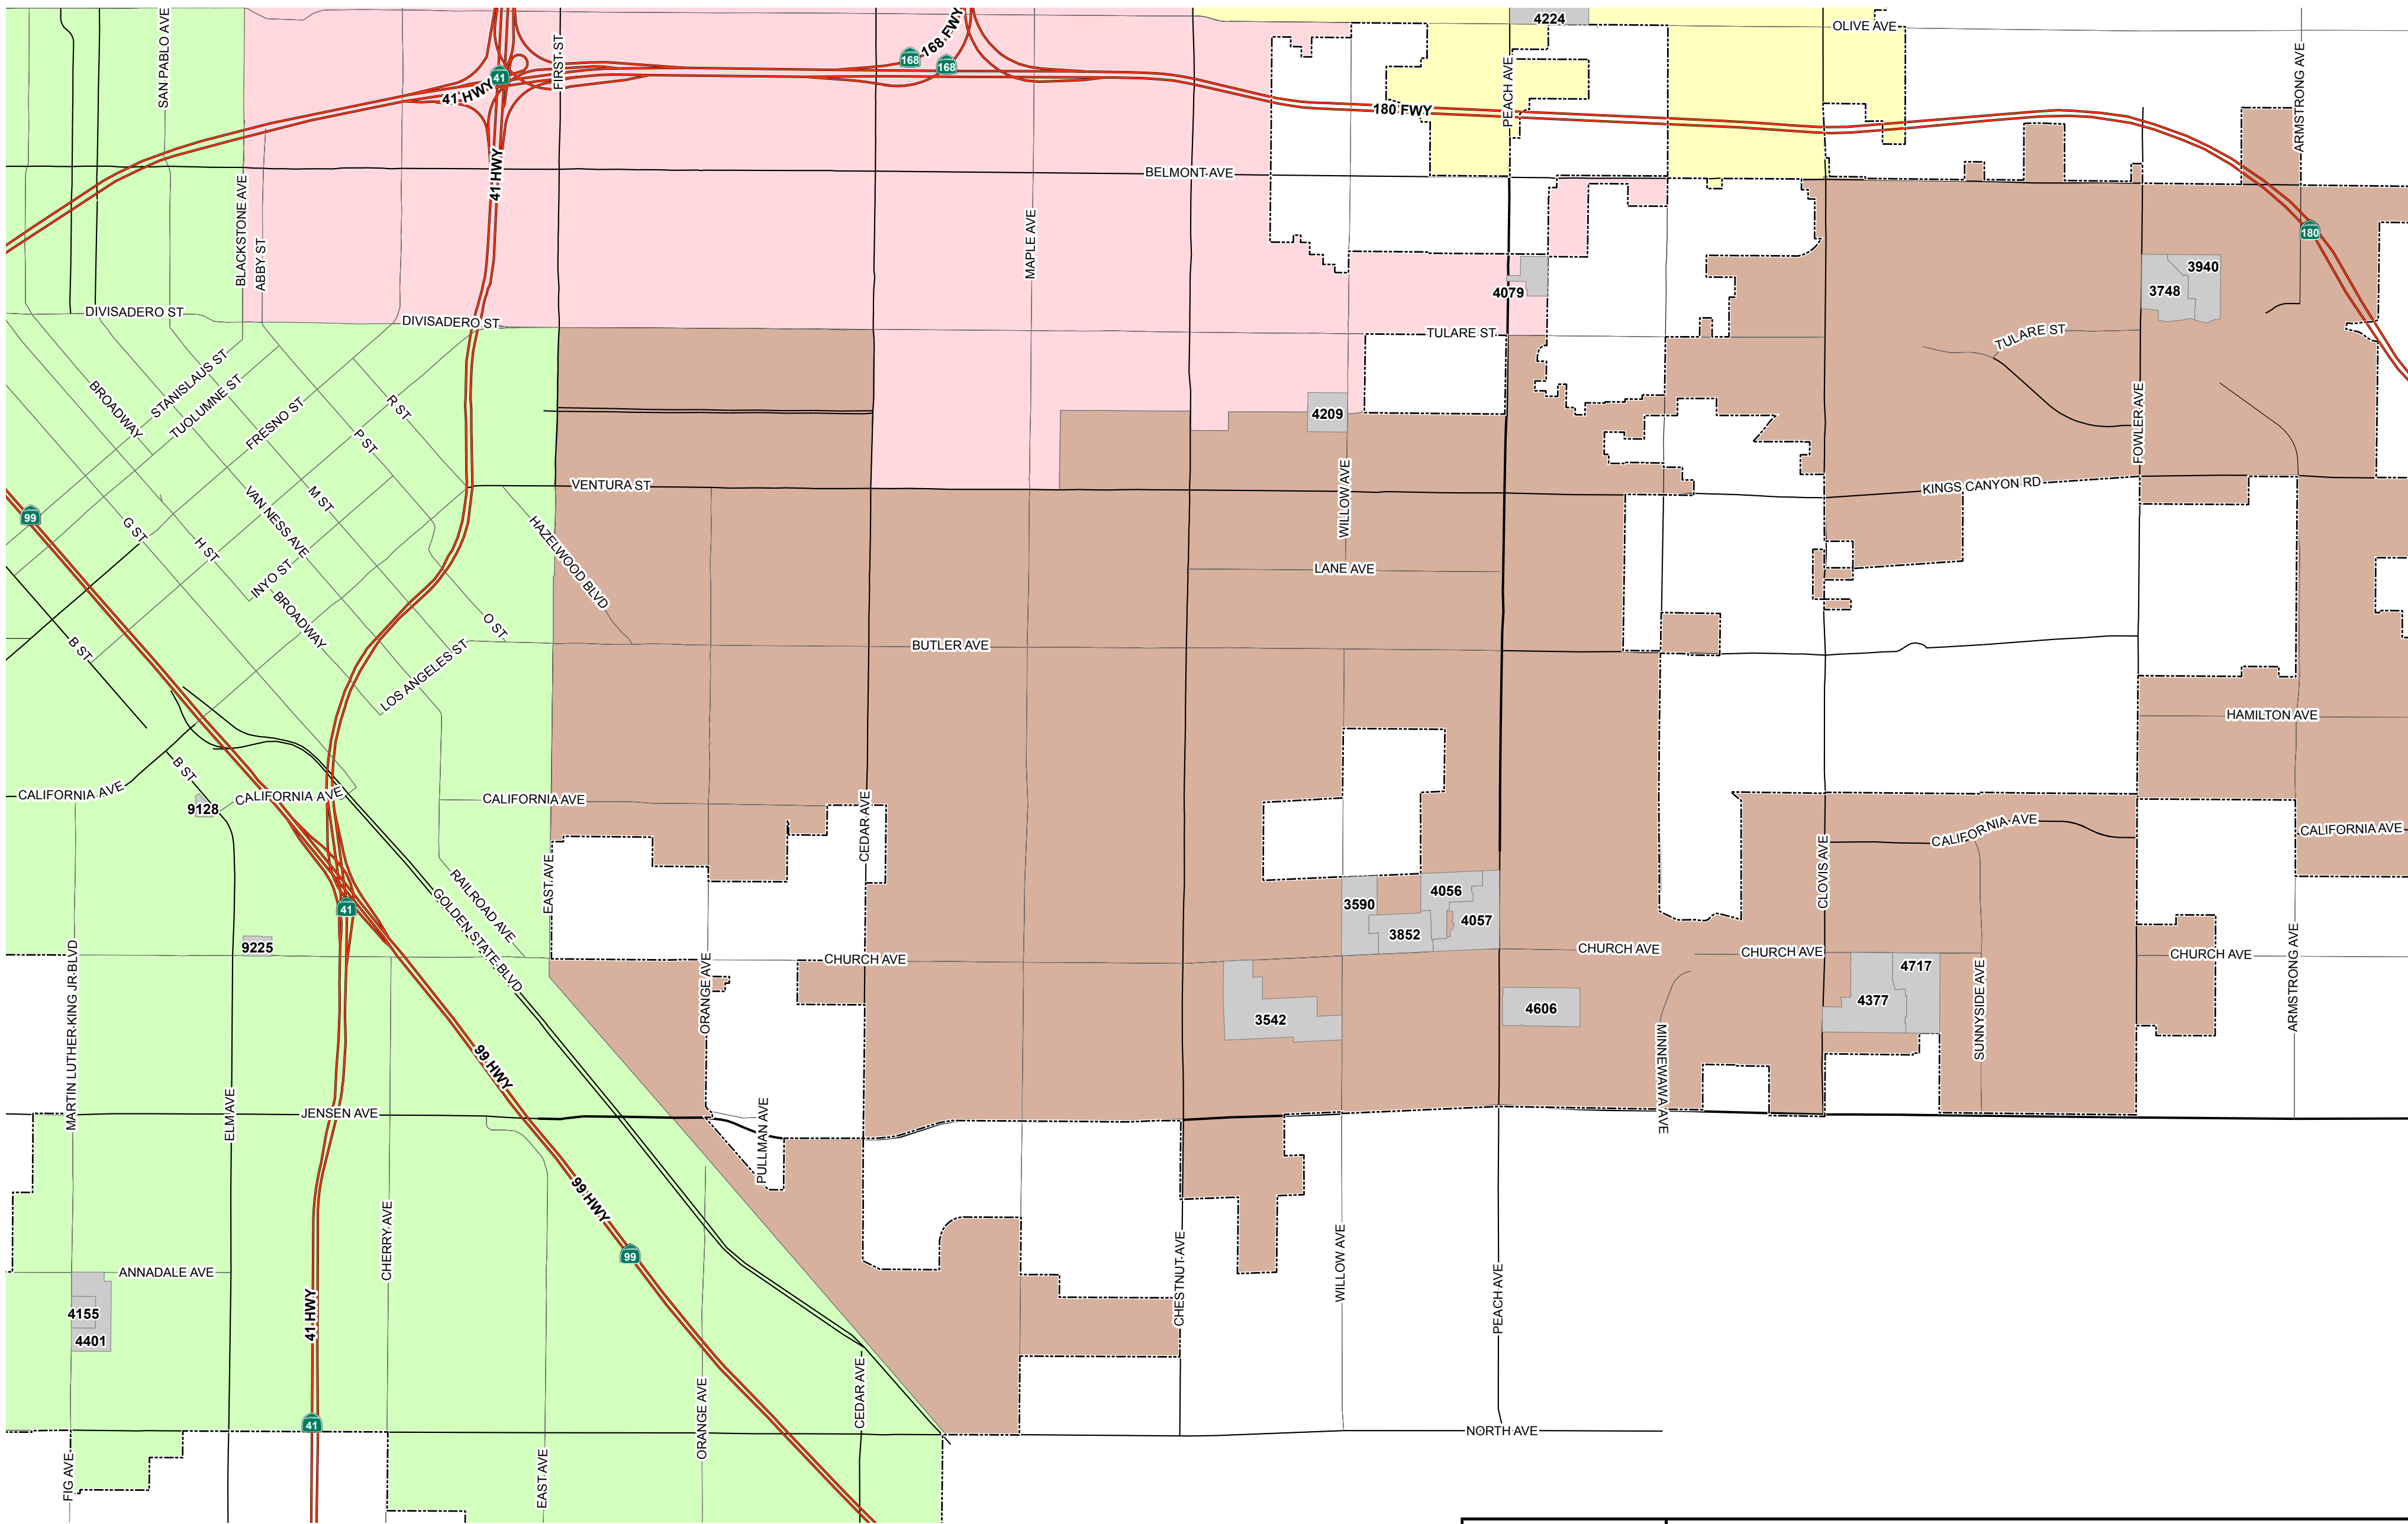 4224
OLIVE AVE
SAN PABLO AVE
FIRST ST
168 FWY
168
168
41
41 HWY
PEACH AVE
ARMSTRONG AVE
180 FWY
41 HWY
BELMONT AVE
BLACKSTONE AVE
ABBY ST
MAPLE AVE
180
3940
3748
4079
DIVISADERO ST
DIVISADERO ST
TULARE ST
TULARE ST
STANISLAUS ST
TUOLUMNE ST
BROADWAY
FRESNO ST
R ST
P ST
4209
FOWLER AVE
VENTURA ST
KINGS CANYON RD
WILLOW AVE
99
G ST
H ST
VAN NESS AVE
M ST
HAZELWOOD BLVD
INYO ST
BROADWAY
LANE AVE
O ST
B ST
LOS ANGELES ST
BUTLER AVE
HAMILTON AVE
B ST
CALIFORNIA AVE
9128
CALIFORNIA AVE
CALIFORNIA AVE
CEDAR AVE
CALIFORNIA AVE
CALIFORNIA AVE
CLOVIS AVE
EAST AVE
RAILROAD AVE
GOLDEN STATE BLVD
41
3590
4056
4057
3852
9225
MARTIN LUTHER KING JR BLVD
CHURCH AVE
CHURCH AVE
CHURCH AVE
CHURCH AVE
4717
4377
ORANGE AVE
3542
4606
SUNNYSIDE AVE
ARMSTRONG AVE
MINNEWAWA AVE
99 HWY
ELM AVE
JENSEN AVE
PULLMAN AVE
99 HWY
CHERRY AVE
99
ANNADALE AVE
4155
4401
41 HWY
CHESTNUT AVE
WILLOW AVE
PEACH AVE
41
CEDAR AVE
ORANGE AVE
NORTH AVE
FIG AVE
EAST AVE